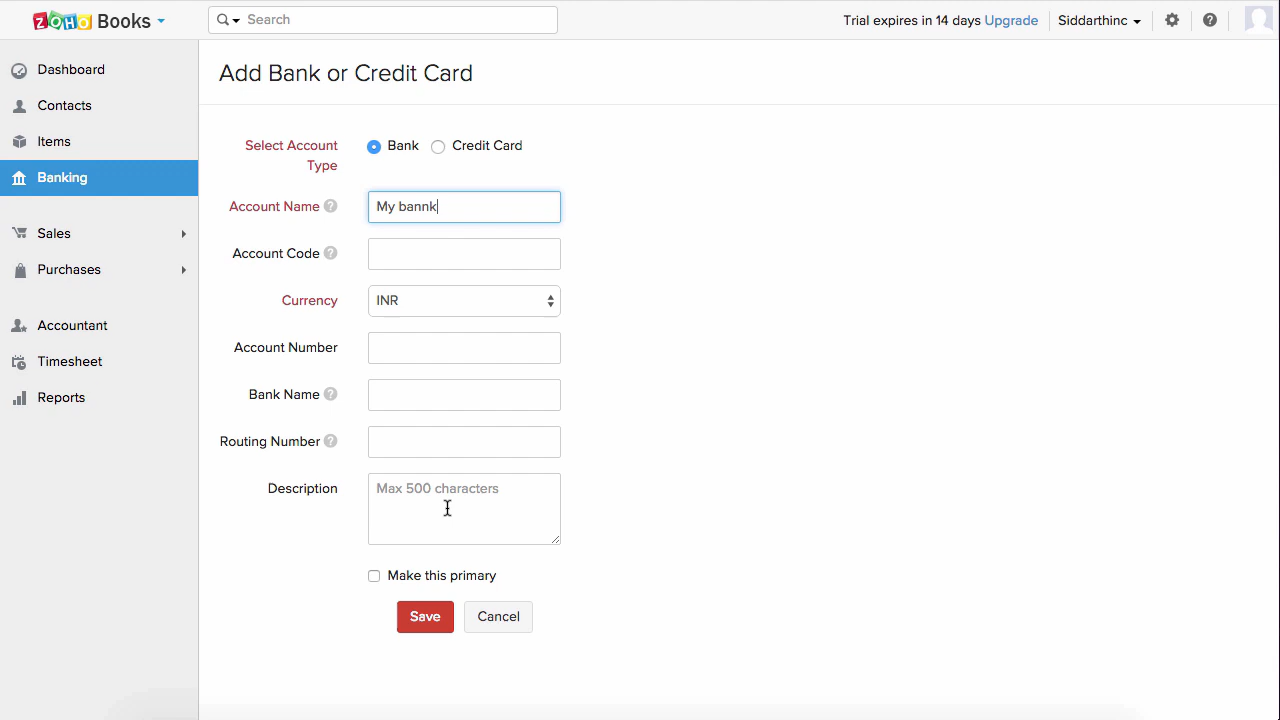 ZOHO Books
Search
Trial expires in 14 days Upgrade
Siddarthinc
Dashboard
Contacts
Items
Banking
Sales
Purchases
Accountant
Timesheet
Reports
Add Bank or Credit Card
Select Account
Type
Bank
Credit Card
Account Name ?
My bannk
Account Code ?
Currency
INR
Account Number
Bank Name ?
Routing Number ?
Description
Max 500 characters
Make this primary
Save
Cancel